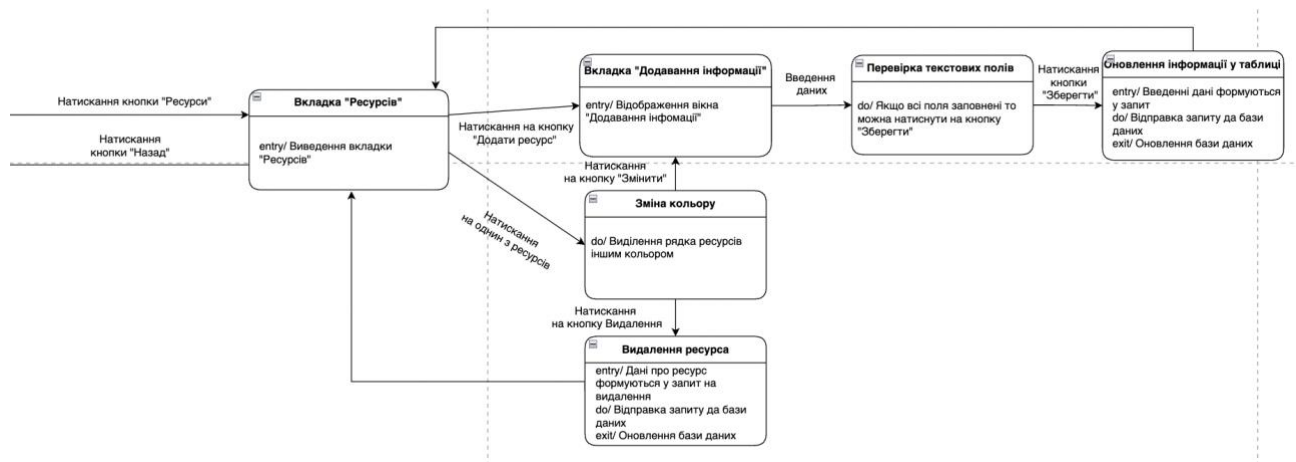 Натискання кнопки "Ресурси"
Натискання
кнопки "Назад"
Вкладка "Ресурсів"
entry/ Виведення вкладки
"Ресурсів"
Натискання на кнопку
"Додати ресурс"
Натискання
на однин з ресурсів
Вкладка "Додавання інформації"
entry/ Відображення вікна
"Додавання інфомації"
Введення
даних
Перевірка текстових полів
do/ Якщо всі поля заповнені то
можна натиснути на кнопку
"Зберегти"
Натискання
кнопки
"Зберегти"
Оновлення інформації у таблиці
entry/ Введенні дані формуються
у запит
do/ Відправка запиту да бази
даних
exit/ Оновлення бази даних
Натискання
на кнопку "Змінити"
Зміна кольору
do/ Виділення рядка ресурсів
іншим кольором
Натискання
на кнопку Видалення
Видалення ресурса
entry/ Дані про ресурс
формуються у запит на
видалення
do/ Відправка запиту да бази
даних
exit/ Оновлення бази даних